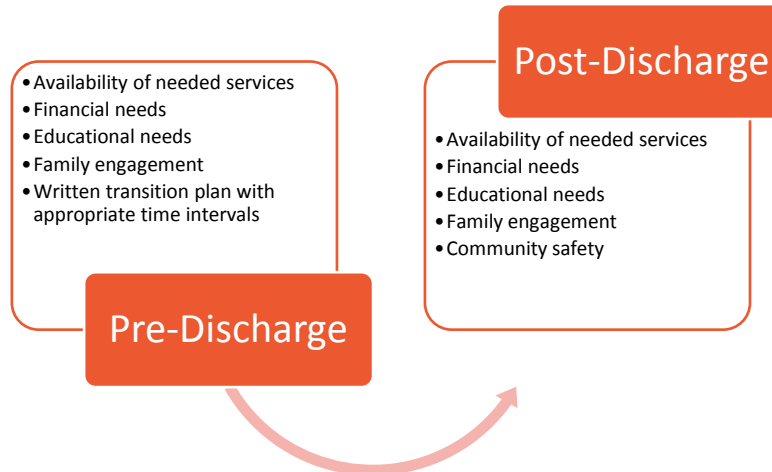 •Availability of needed services
•Financial needs
•Educational needs
•Family engagement
•Written transition plan with
appropriate time intervals
Pre-Discharge
Post-Discharge
•Availability of needed services
•Financial needs
•Educational needs
•Family engagement
•Community safety